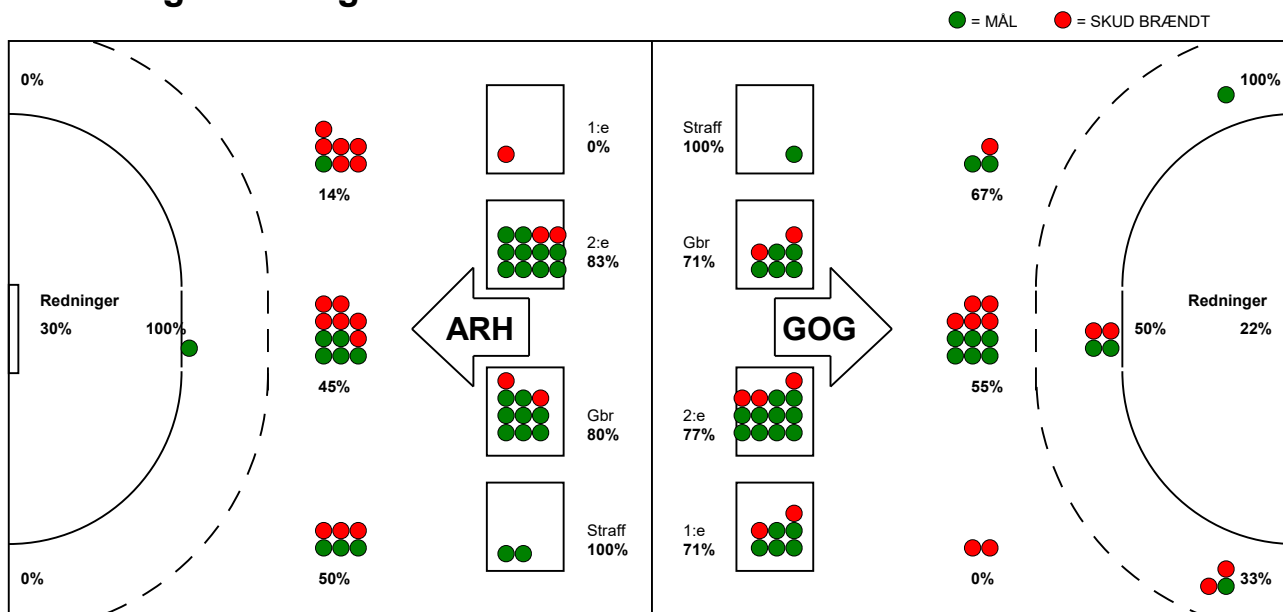 = MÅL
= SKUD BRÆNDT
0%
14%
Redninger
30%
100%
45%
0%
50%
1:e
0%
2:e
83%
ARH
Gbr
80%
Straff
100%
Straff
100%
Gbr
71%
GOG
2:e
77%
1:e
71%
67%
55%
0%
100%
Redninger
50%
22%
33%